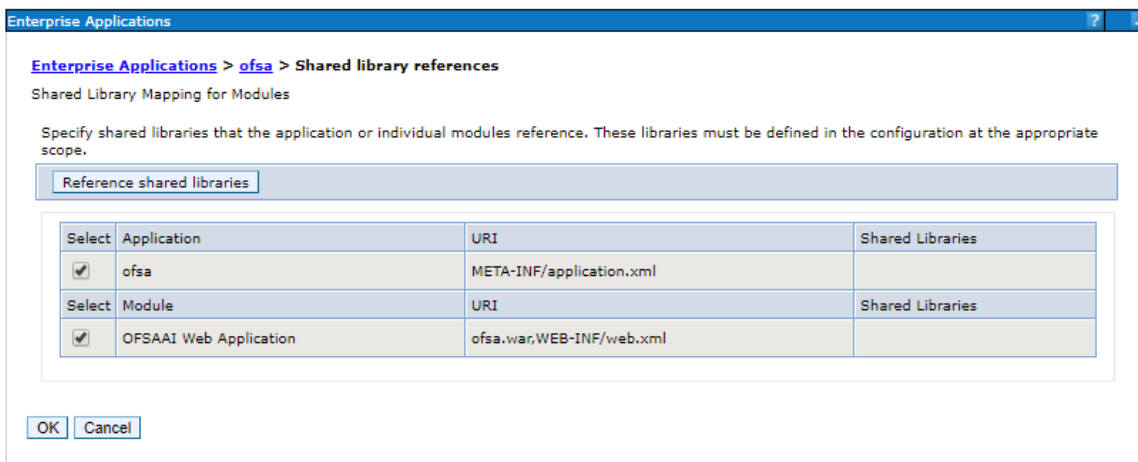 Enterprise Applications ?
Enterprise Applications > ofsa > Shared library references
Shared Library Mapping for Modules
Specify shared libraries that the application or individual modules reference. These libraries must be defined in the configuration at the appropriate
scope.
Reference shared libraries
Select Application URI Shared Libraries
ofsa META-INF/application.xml
Select Module URI Shared Libraries
OFSAAI Web Application ofsa.war,WEB-INF/web.xml
OK Cancel